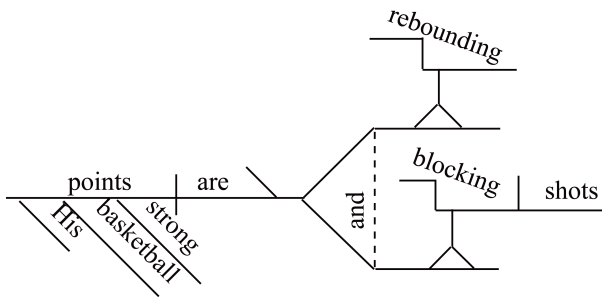 rebounding
points are
His
basketball
strong
and
blocking shots